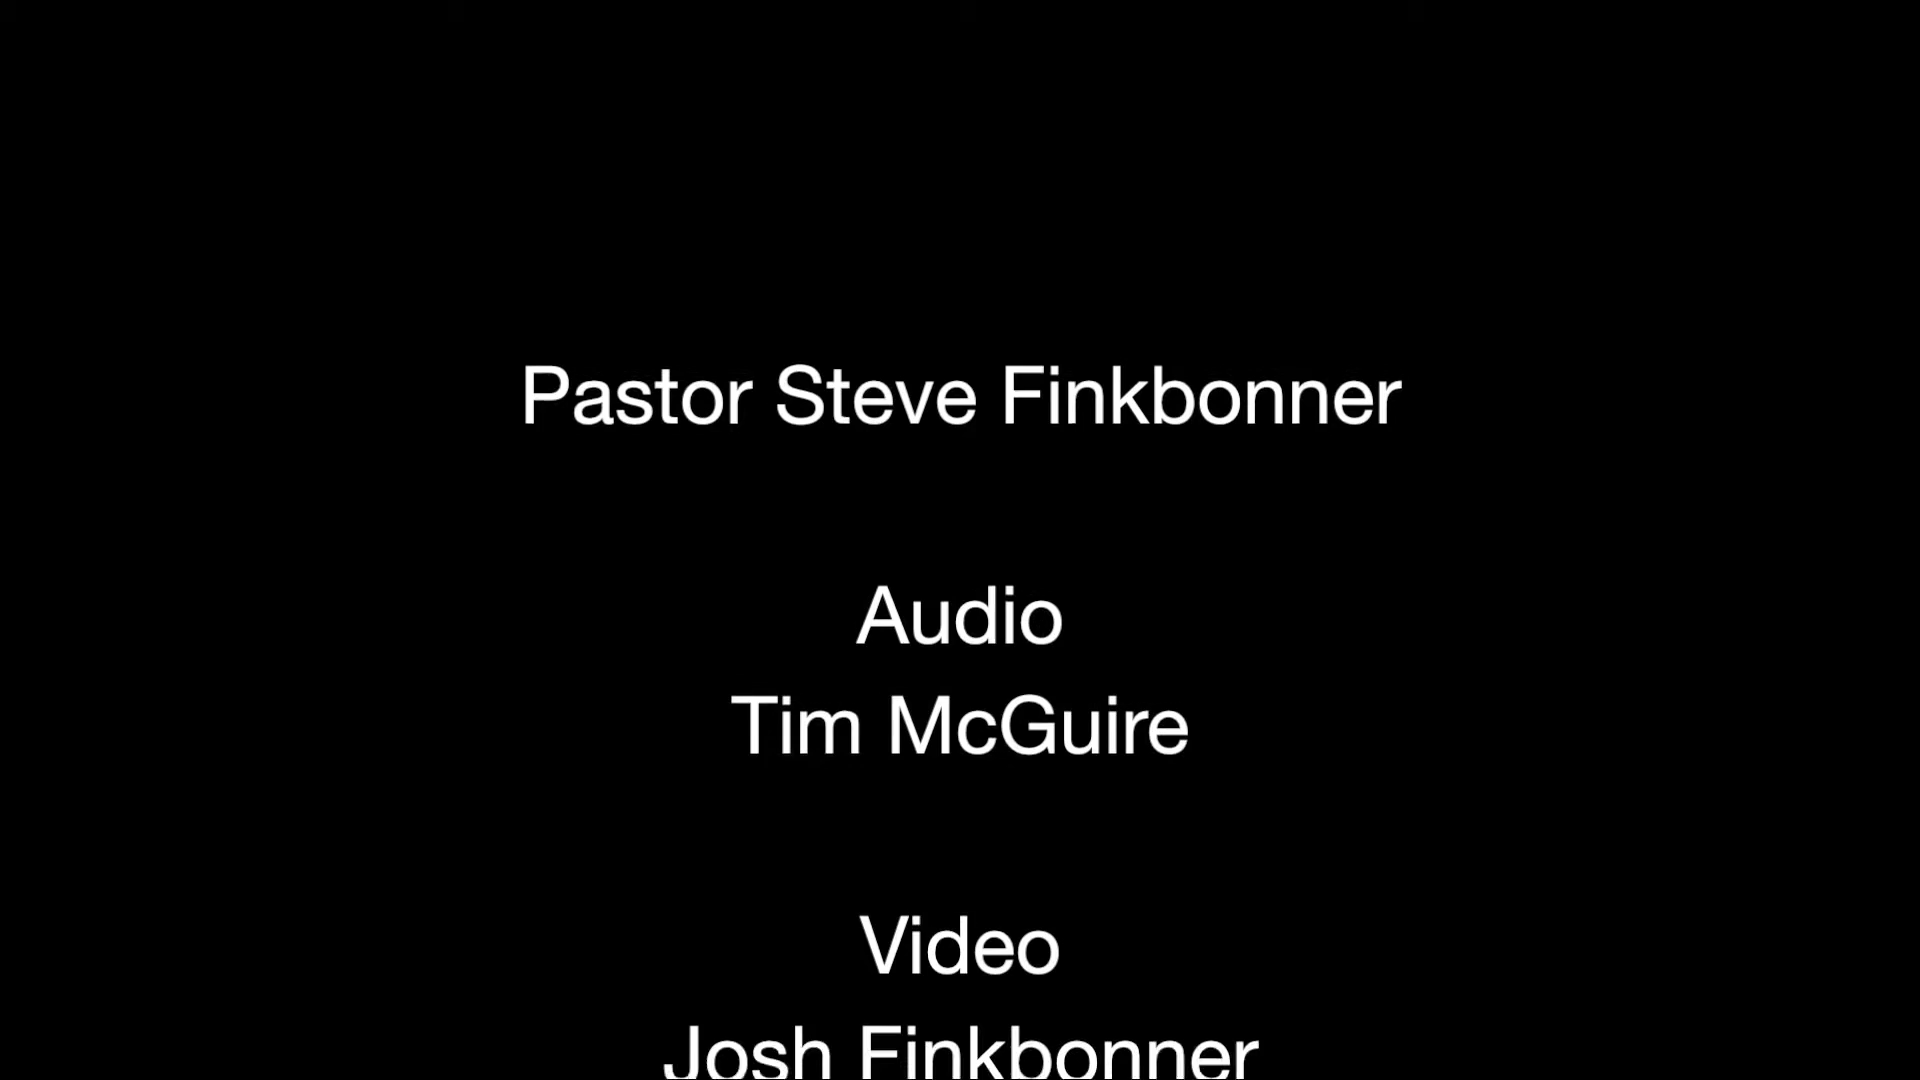 Pastor Steve Finkbonner
Audio
Tim McGuire
Video
Josh Finkbonner